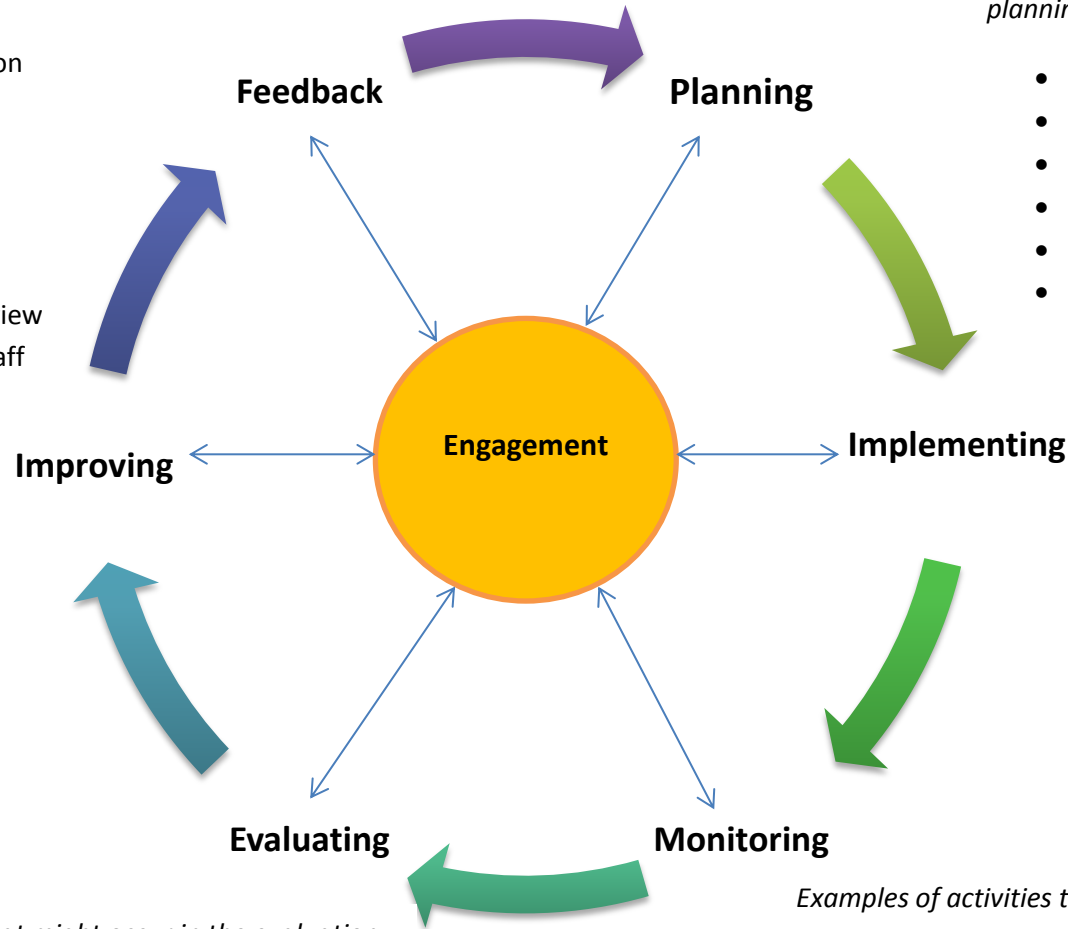 plannin
on
Feedback
Planning
•
•
•
•
•
•
iew
aff
Engagement
Implementing
Improving
Evaluating
Monitoring
Examples of activities t